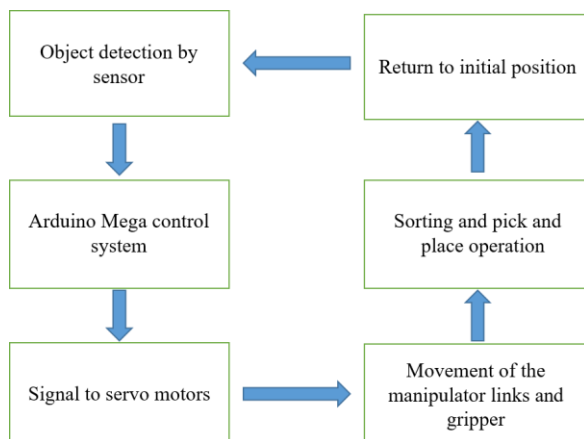 Object detection by
sensor
Return to initial position
Arduino Mega control
system
Sorting and pick and
place operation
Signal to servo motors
Movement of the
manipulator links and
gripper